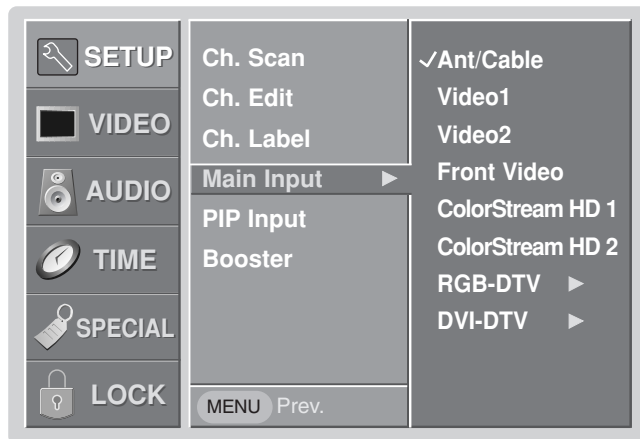 SETUP
VIDEO
AUDIO
TIME
SPECIAL
LOCK
Ch. Scan
Ch. Edit
Ch. Label
Main Input ▶
PIP Input
Booster
MENU Prev.
✓Ant/Cable
Video1
Video2
Front Video
ColorStream HD 1
ColorStream HD 2
RGB-DTV ▶
DVI-DTV ▶